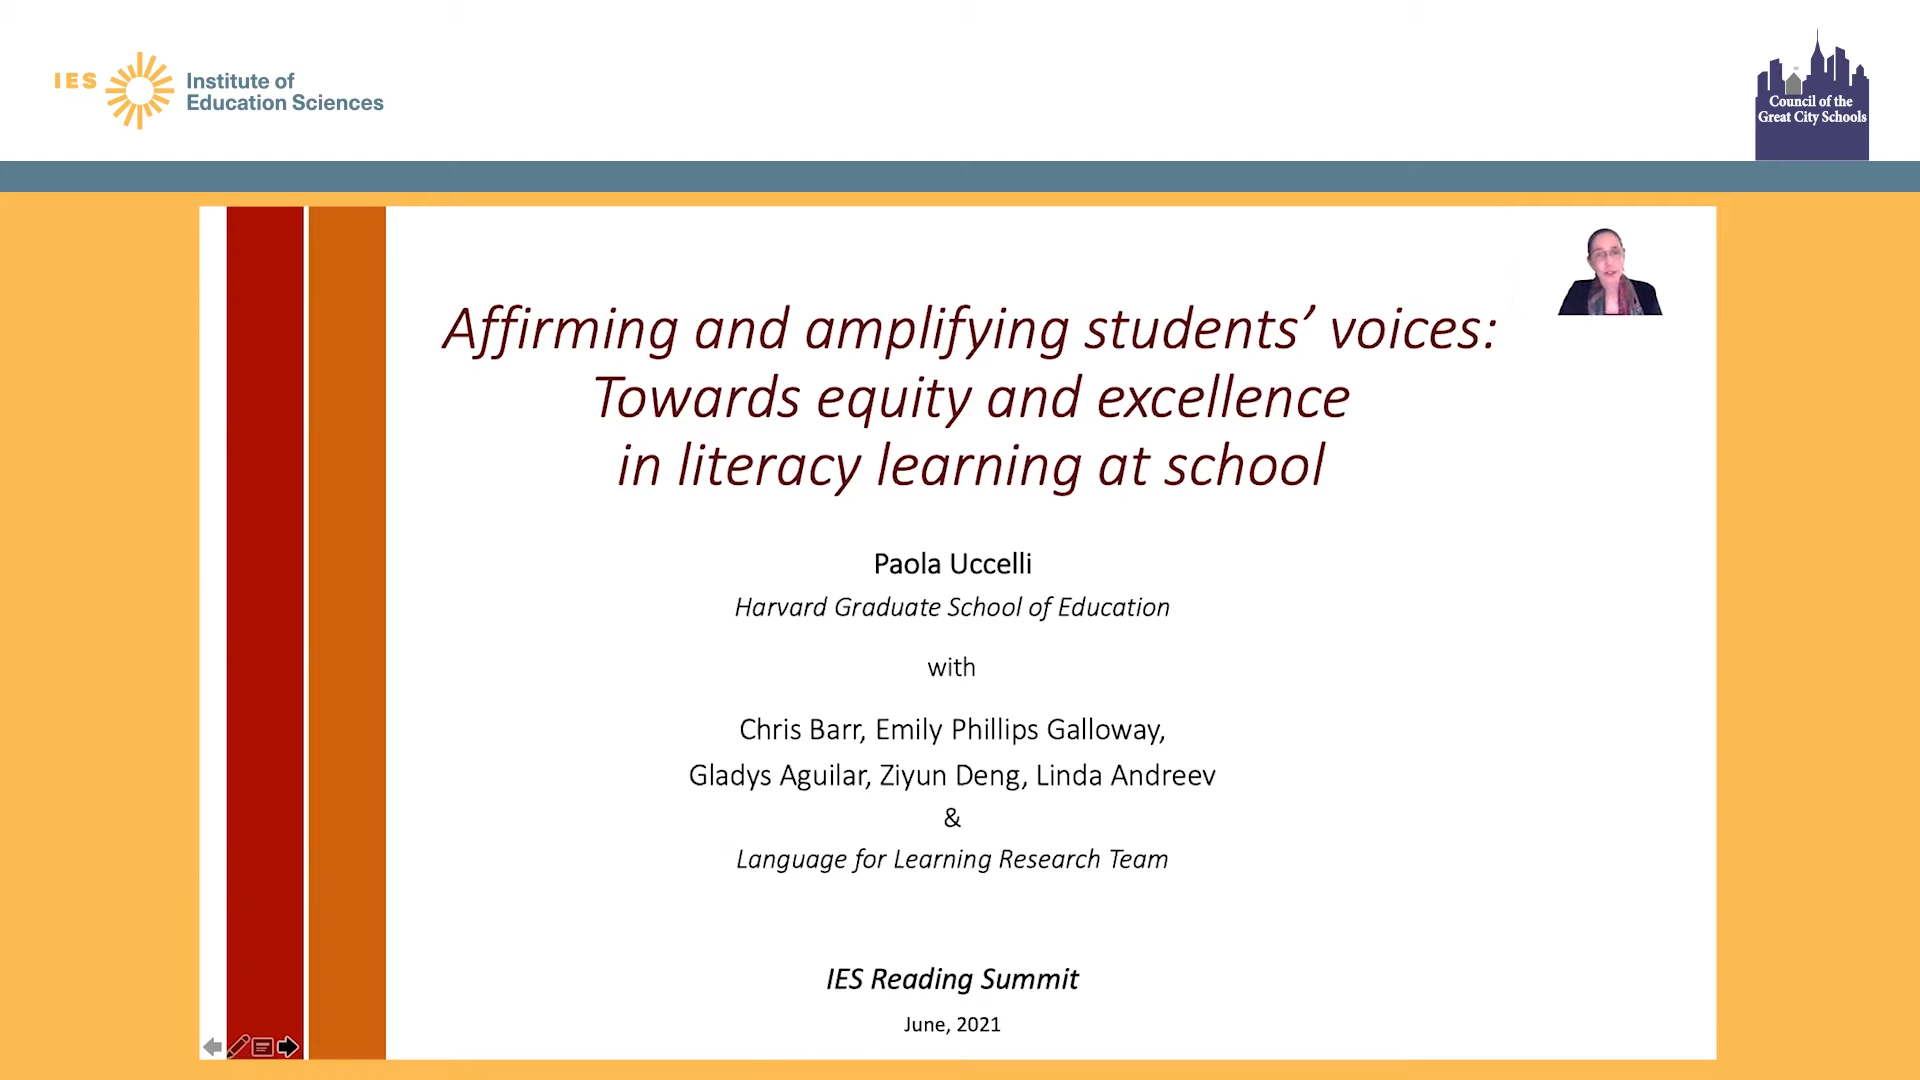 IES
Institute of
Education Sciences
Council of the
Great City Schools
Affirming and amplifying students’ voices:
Towards equity and excellence
in literacy learning at school
Paola Uccelli
Harvard Graduate School of Education
with
Chris Barr, Emily Phillips Galloway,
Gladys Aguilar, Ziyun Deng, Linda Andreev
&
Language for Learning Research Team
IES Reading Summit
June, 2021